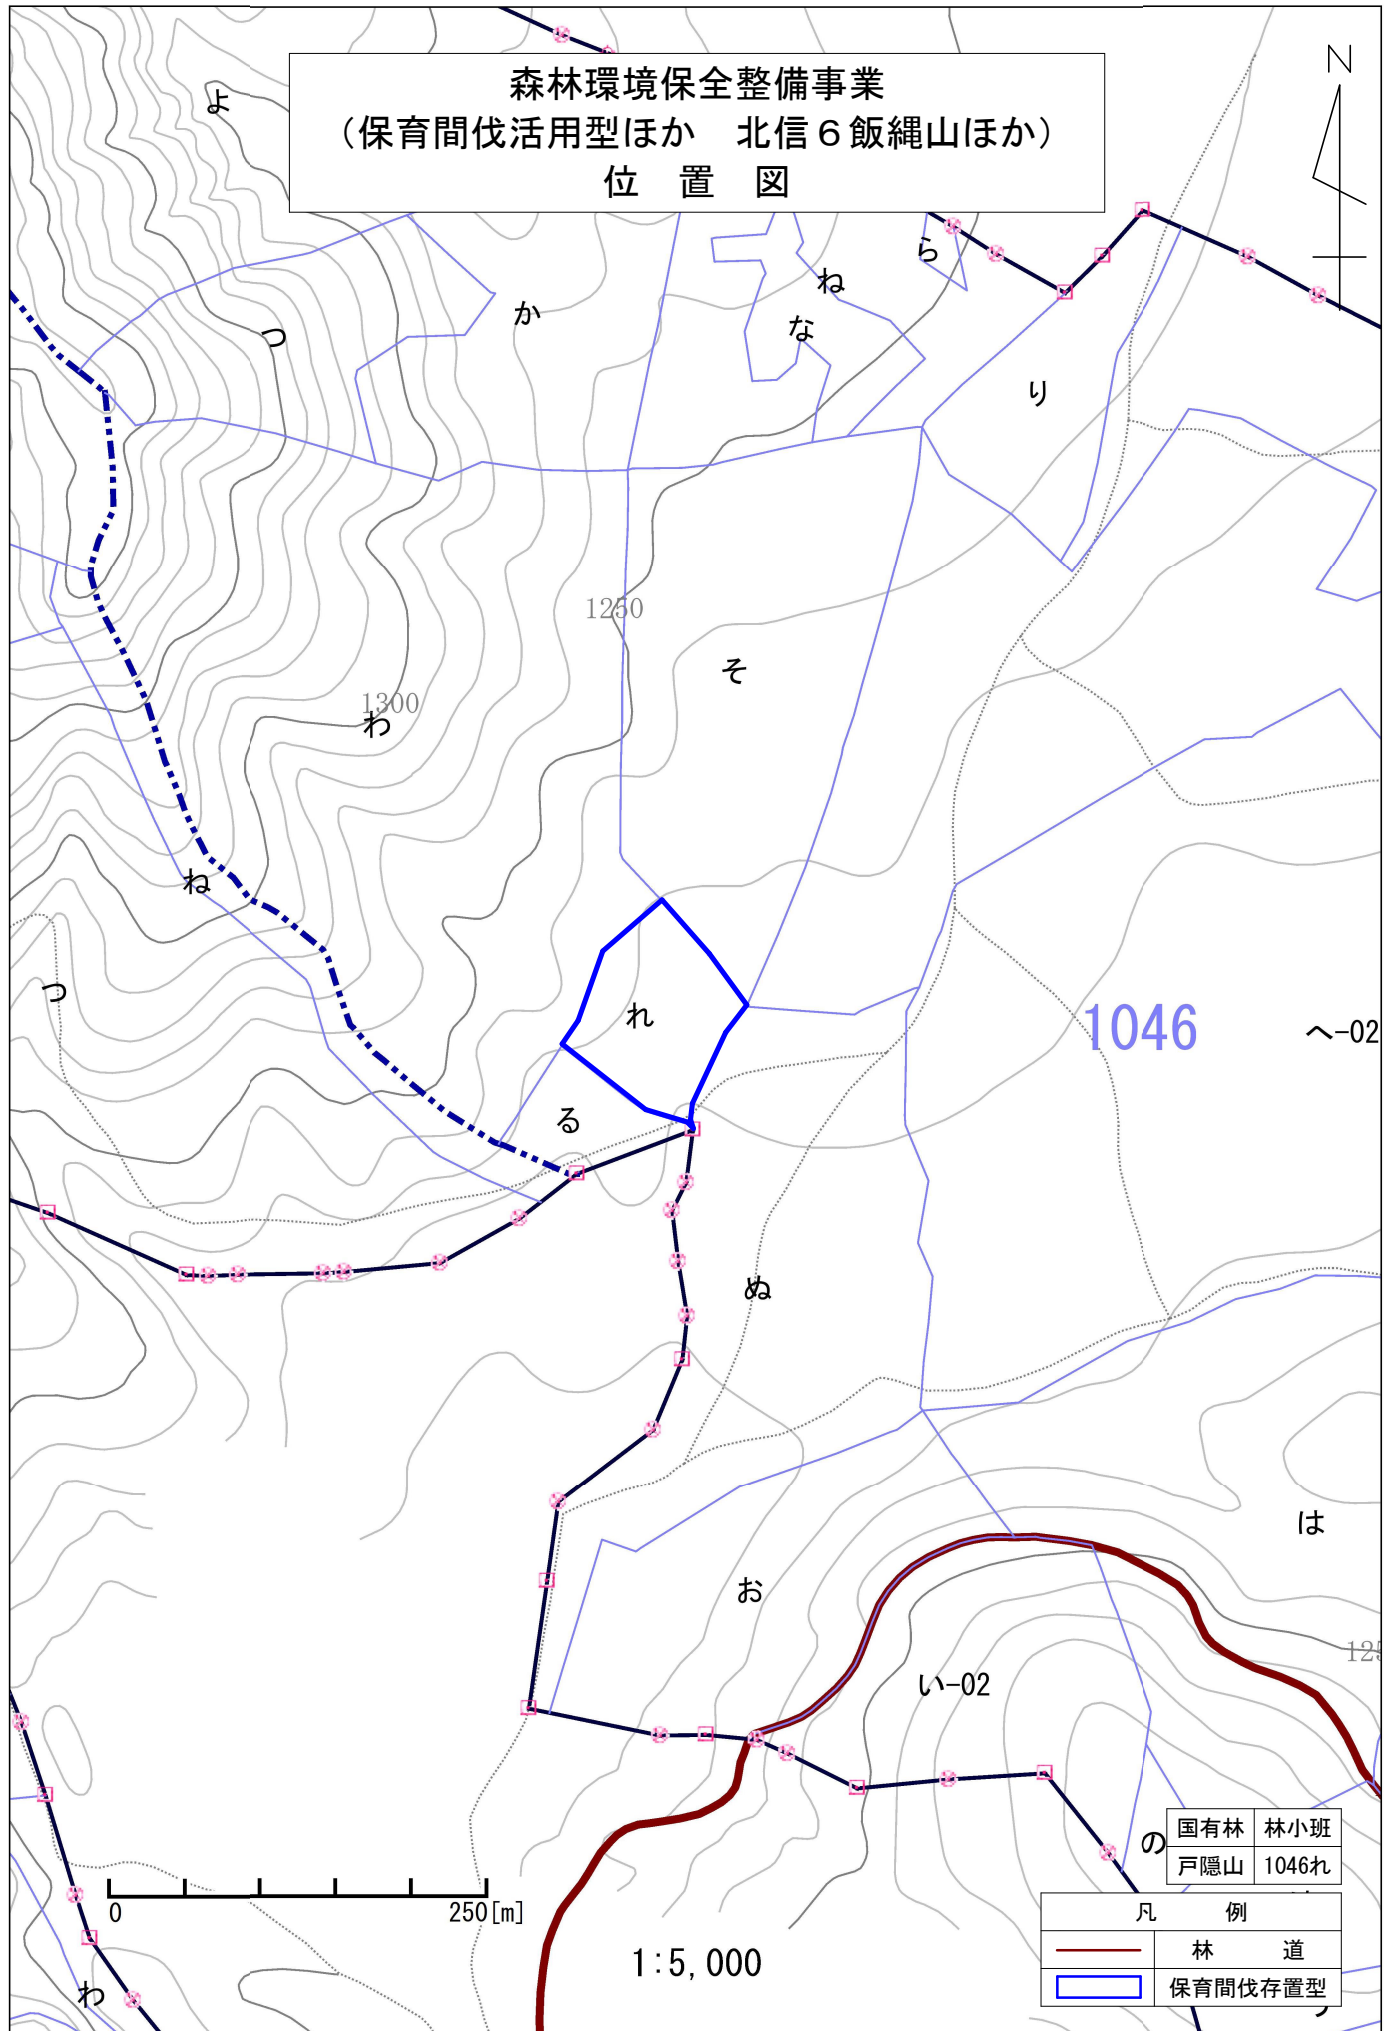 森林環境保全整備事業
（保育間伐活用型ほか　北信６飯縄山ほか）
位　置　図
N
よ
ら
ね
か
な
つ
り
1250
そ
1300
わ
ね
つ
れ
1046
へ-02
る
ぬ
は
お
い-02
の
国有林 林小班
戸隠山 1046れ
0 250[m]
凡　例
林　道
保育間伐存置型
1:5,000
わ